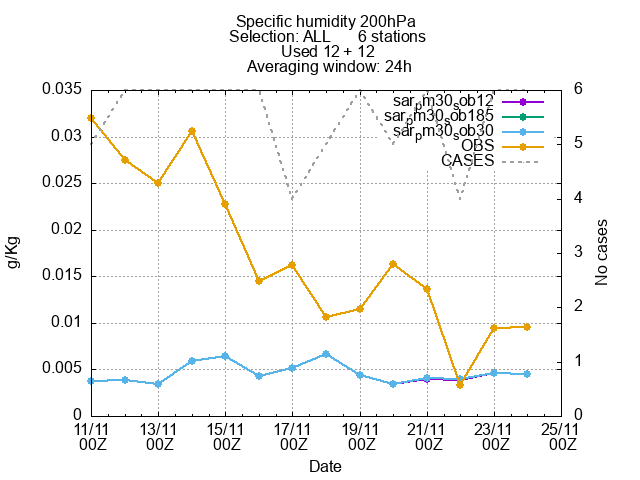 Specific humidity 200hPa
Selection: ALL 6 stations
Used 12 + 12
Averaging window: 24h
0.035
0.03
0.025
0.02
0.015
0.01
0.005
0
g/Kg
6
5
4
3
2
1
0
No cases
sar_pm30_sob12
sar_pm30_sob185
sar_pm30_sob30
OBS
CASES
11/11 13/11 15/11 17/11 19/11 21/11 23/11 25/11
00Z 00Z 00Z 00Z 00Z 00Z 00Z 00Z
Date